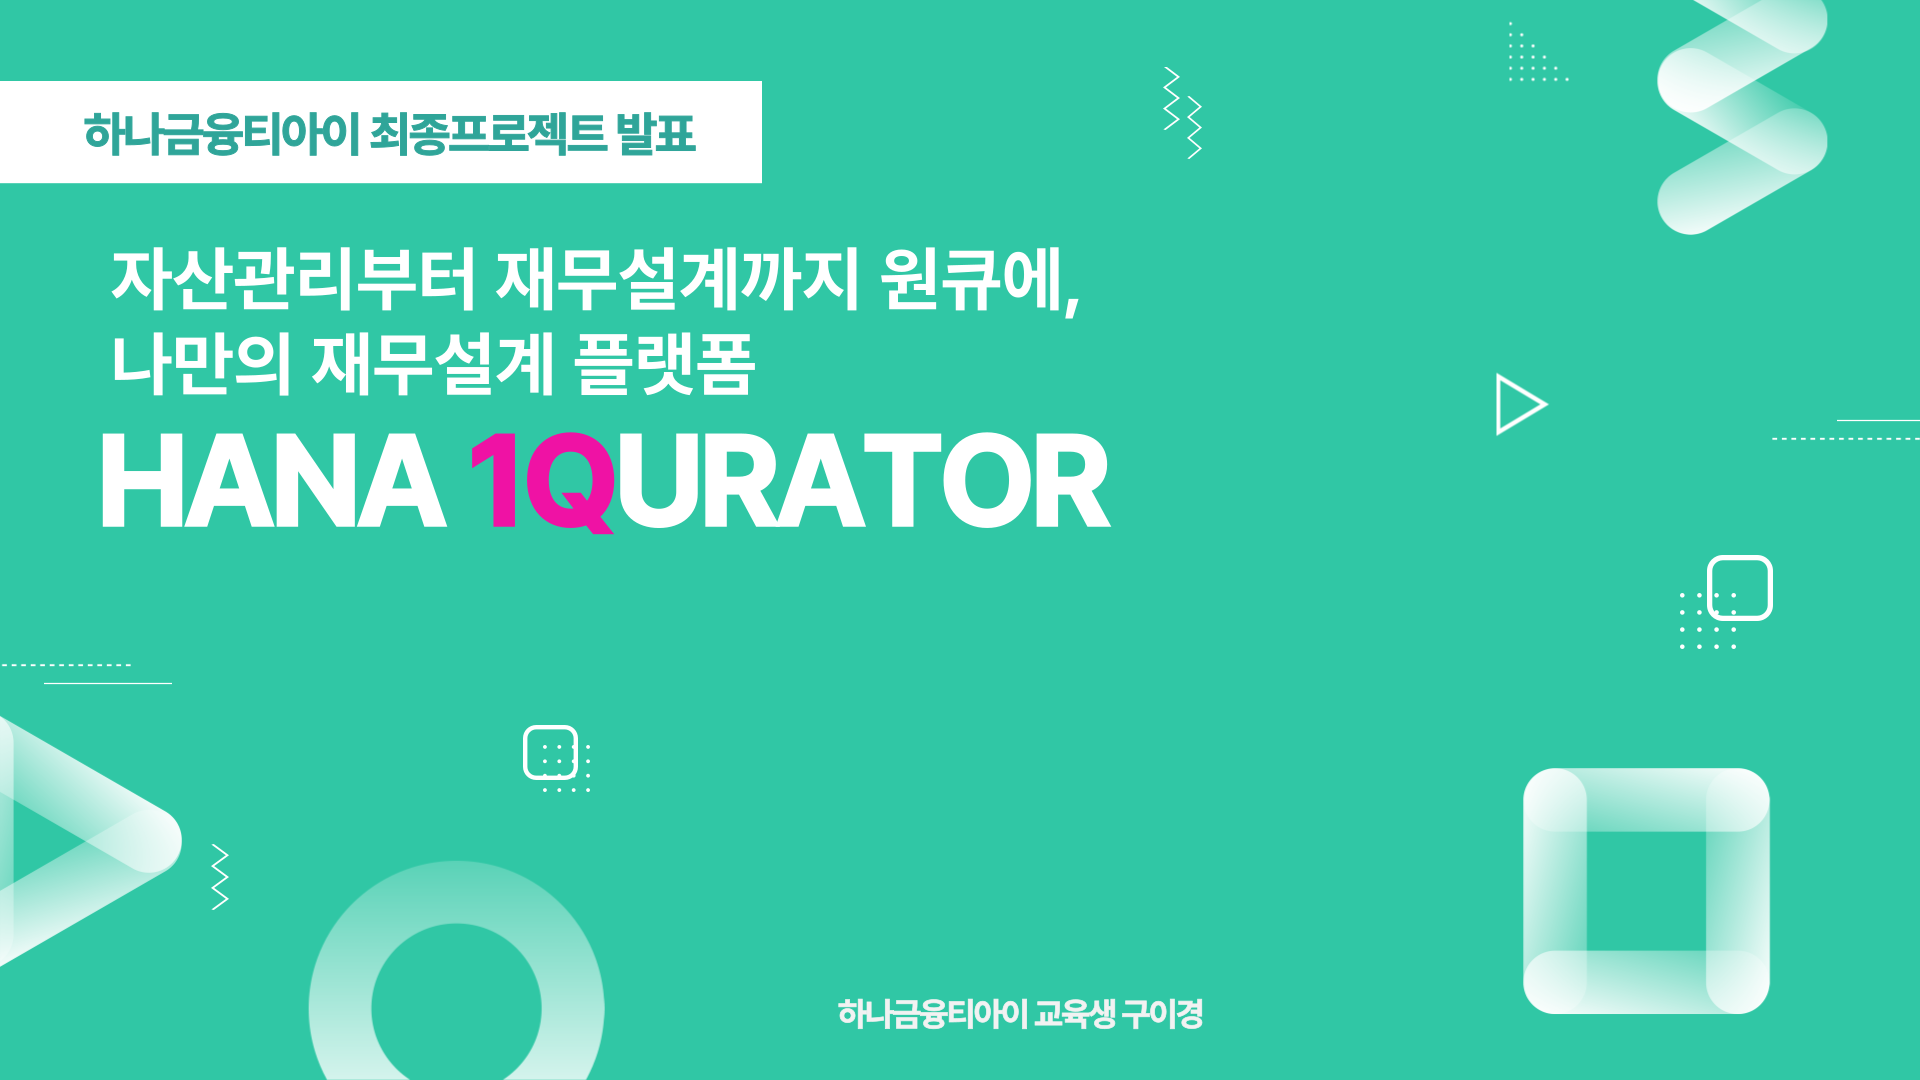 하나금융티아이 최종프로젝트 발표
자산관리부터 재무설계까지 원큐에,
나만의 재무설계 플랫폼
HANA 1QURATOR
하나금융티아이 교육생 구이경